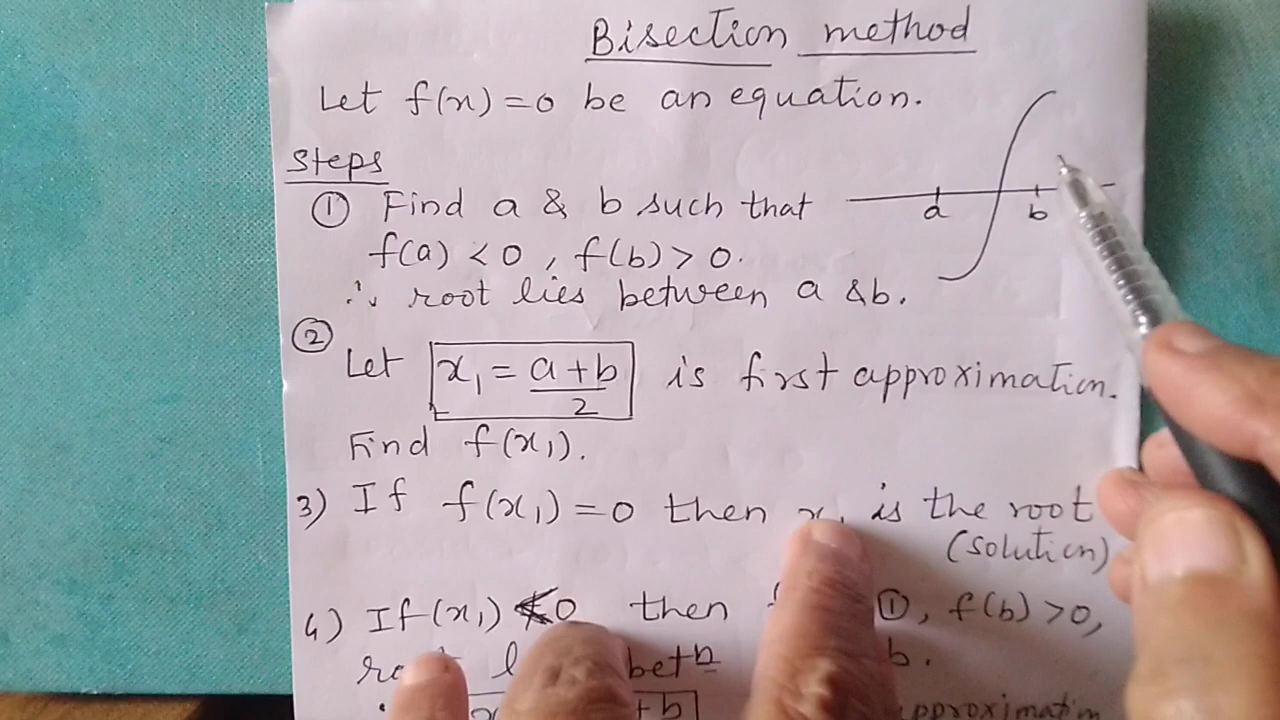 Bisection method
Let f(x)=0 be an equation.
Steps
① Find a & b such that
f(a) < 0 , f(b) > 0.
∴ root lies between a & b.
a b
②
Let x₁ = a+b
2
is first approximation.
Find f(x₁).
3) If f(x₁) = 0 then x₁ is the root
(solution)
4) If (x₁) <0 then ①, f(b) >0,
betn b.
+b